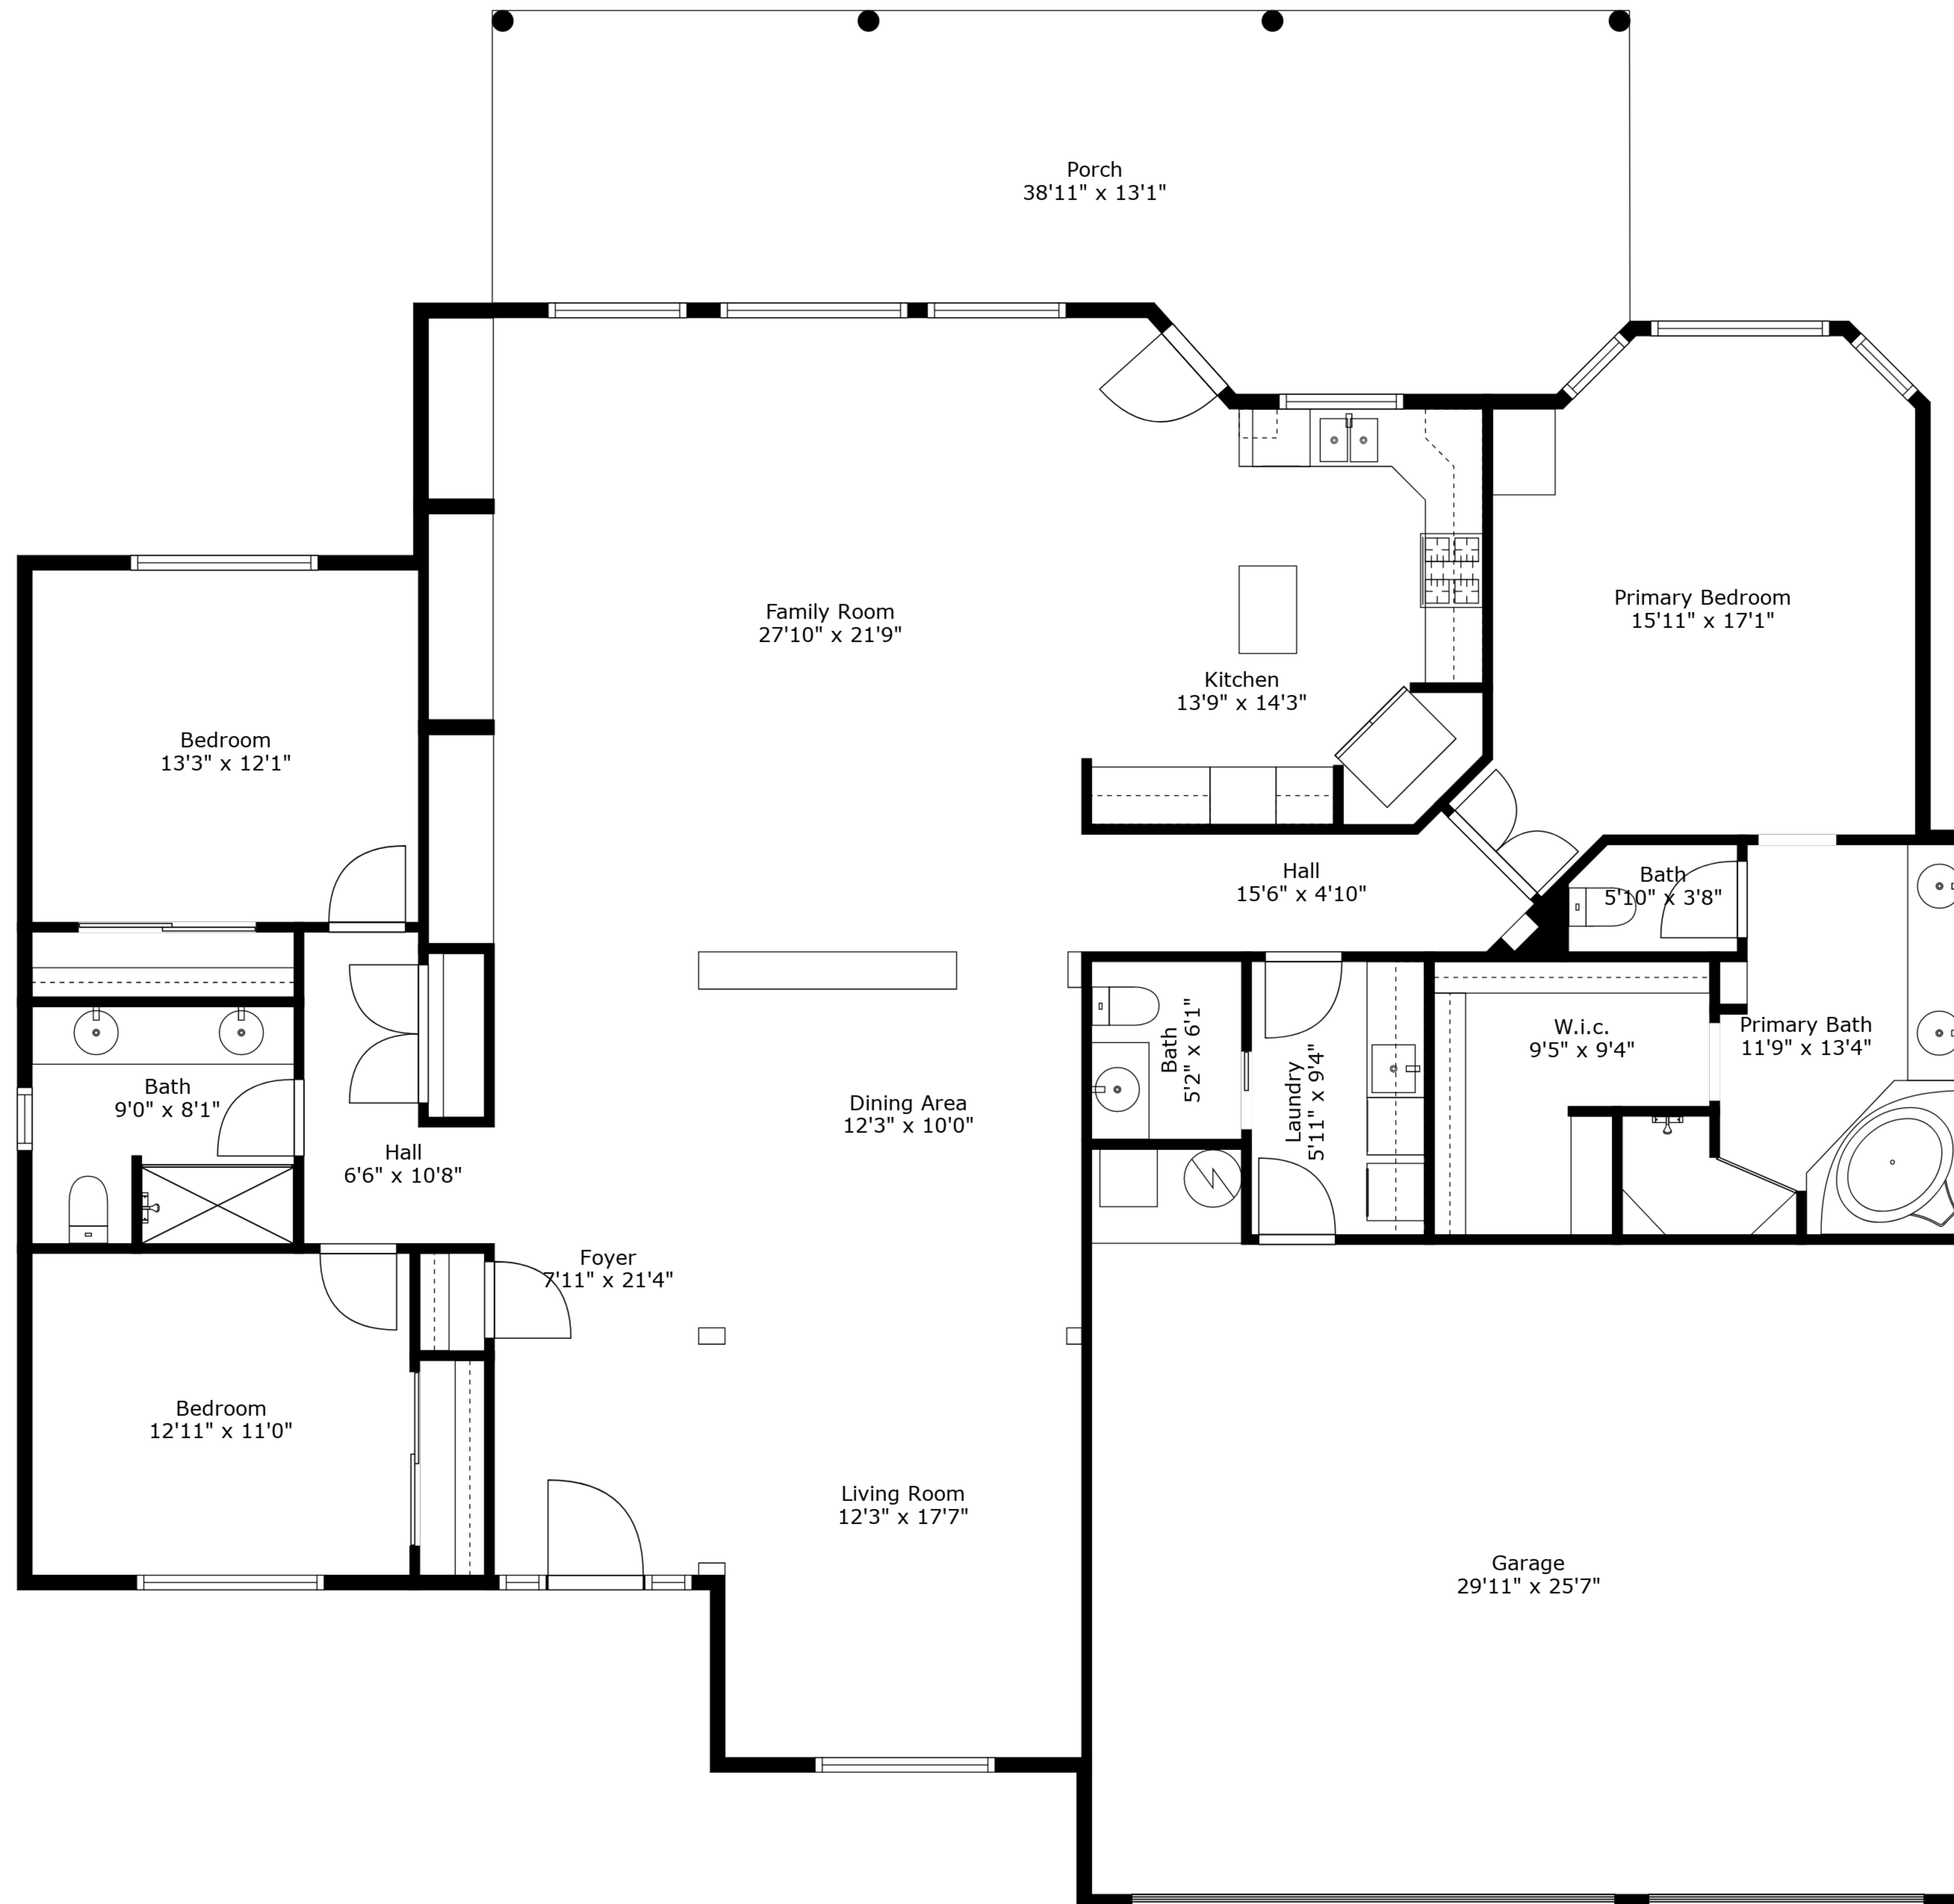 Porch
38'11" x 13'1"
Family Room
27'10" x 21'9"
Primary Bedroom
15'11" x 17'1"
Kitchen
13'9" x 14'3"
Bedroom
13'3" x 12'1"
Hall
15'6" x 4'10"
Bath
5'10" x 3'8"
Bath
5'2" x 6'1"
Laundry
5'11" x 9'4"
W.i.c.
9'5" x 9'4"
Primary Bath
11'9" x 13'4"
Bath
9'0" x 8'1"
Dining Area
12'3" x 10'0"
Hall
6'6" x 10'8"
Foyer
7'11" x 21'4"
Bedroom
12'11" x 11'0"
Living Room
12'3" x 17'7"
Garage
29'11" x 25'7"